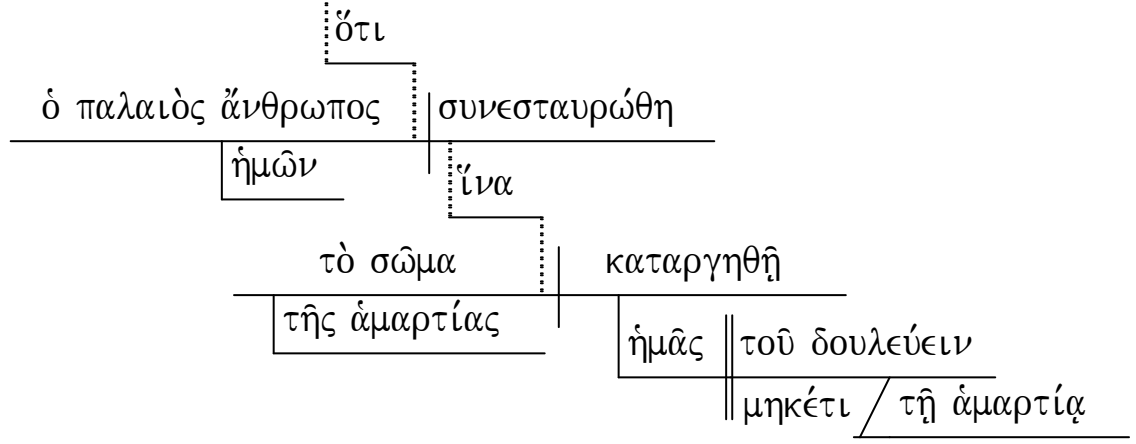 ὅτι
ὁ παλαιὸς ἄνθρωπος συνεσταυρώθη
ἡμῶν
ἵνα
τὸ σῶμα καταργηθῇ
τῆς ἁμαρτίας
ἡμᾶς τοῦ δουλεύειν
μηκέτι τῇ ἁμαρτίᾳ